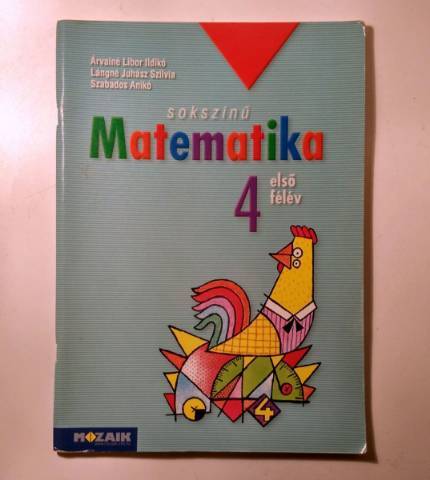 Árvainé Libor Ildikó
Lángné Juhász Szilvia
Szabados Anikó
sokszínű
Matematika
4 első
félév
4
MOZAIK